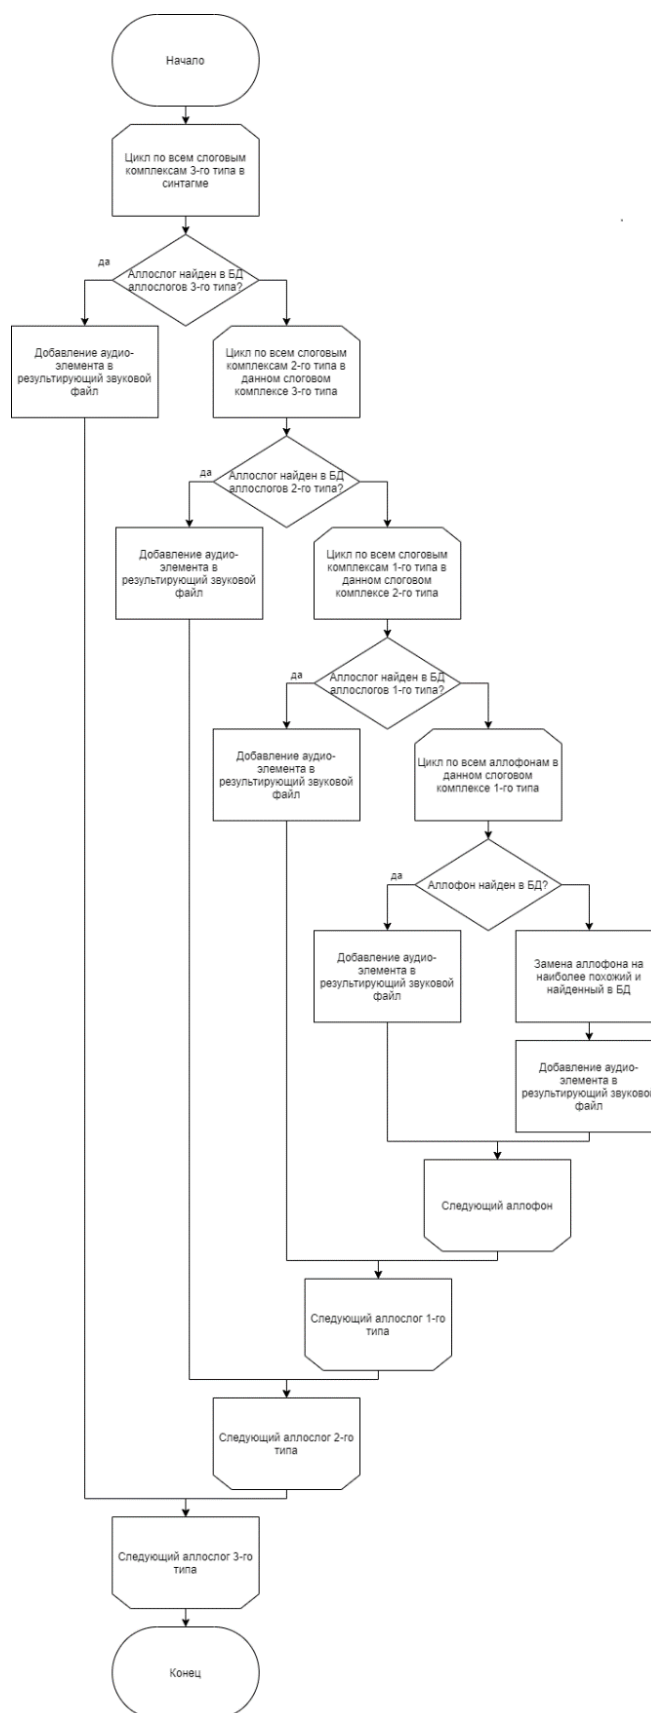 Начало
Цикл по всем слоговым
комплексам 3-го типа в
синтагме
да
Аллослог найден в БД
аллослогов 3-го типа?
Добавление аудио-
элемента в
результирующий звуковой
файл
Цикл по всем слоговым
комплексам 2-го типа в
данном слоговом
комплексе 3-го типа
да
Аллослог найден в БД
аллослогов 2-го типа?
Добавление аудио-
элемента в
результирующий звуковой
файл
Цикл по всем слоговым
комплексам 1-го типа в
данном слоговом
комплексе 2-го типа
да
Аллослог найден в БД
аллослогов 1-го типа?
Добавление аудио-
элемента в
результирующий звуковой
файл
Цикл по всем аллофонам в
данном слоговом
комплексе 1-го типа
да
Аллофон найден в БД?
Добавление аудио-
элемента в
результирующий звуковой
файл
Замена аллофона на
наиболее похожий и
найденный в БД
Добавление аудио-
элемента в
результирующий звуковой
файл
Следующий аллофон
Следующий аллослог 1-го
типа
Следующий аллослог 2-го
типа
Следующий аллослог 3-го
типа
Конец